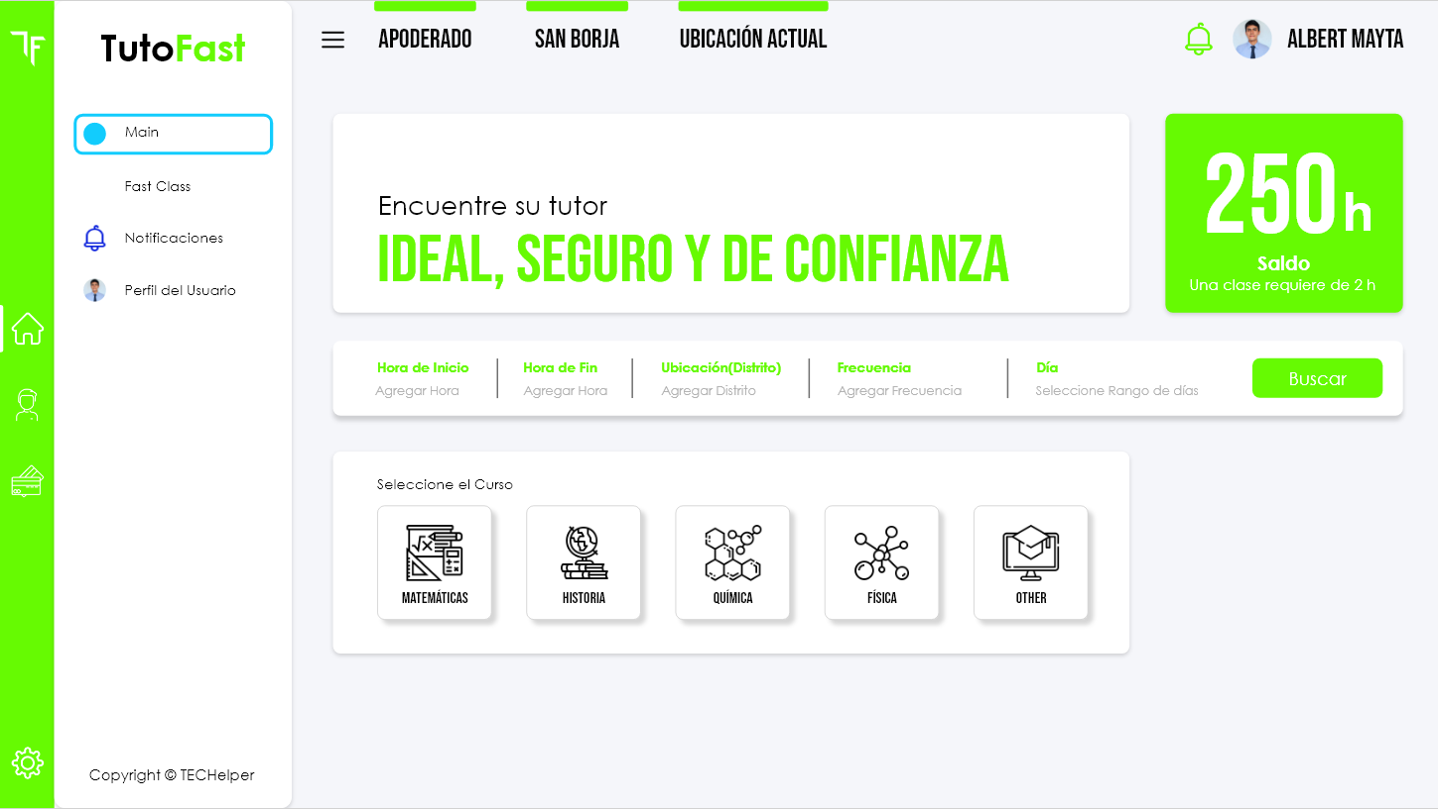 TF
TutoFast
Main
Fast Class
Notificaciones
Perfil del Usuario
Copyright © TECHelper
APODERADO
SAN BORJA
UBICACIÓN ACTUAL
ALBERT MAYTA
Encuentre su tutor
IDEAL, SEGURO Y DE CONFIANZA
250h
Saldo
Una clase requiere de 2 h
Hora de Inicio
Agregar Hora
Hora de Fin
Agregar Hora
Ubicación(Distrito)
Agregar Distrito
Frecuencia
Agregar Frecuencia
Día
Seleccione Rango de días
Buscar
Seleccione el Curso
MATEMÁTICAS
HISTORIA
QUÍMICA
FÍSICA
OTHER